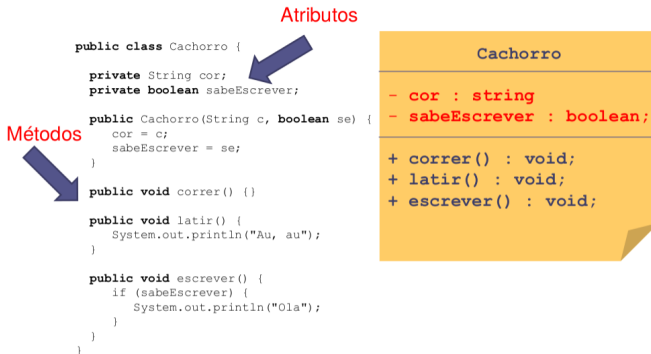 Atributos
public class Cachorro {
private String cor;
private boolean sabeEscrever;
public Cachorro(String c, boolean se) {
cor = c;
sabeEscrever = se;
}
Métodos
public void correr() {}
public void latir() {
System.out.println("Au, au");
}
public void escrever() {
if (sabeEscrever) {
System.out.println("Ola");
}
}
}
Cachorro
- cor : string
- sabeEscrever : boolean;
+ correr() : void;
+ latir() : void;
+ escrever() : void;